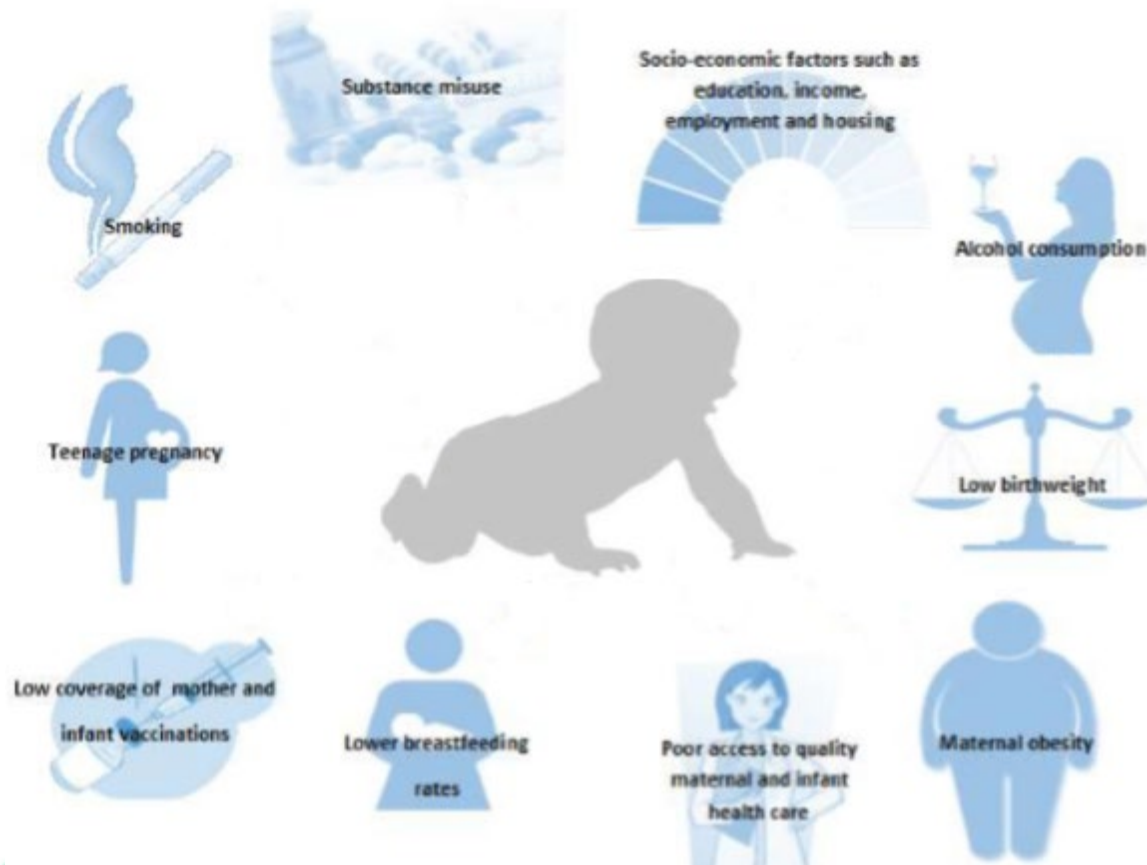 Substance misuse
Socio-economic factors such as
education, income,
employment and housing
Smoking
Alcohol consumption
Teenage pregnancy
Low birthweight
Low coverage of mother and
infant vaccinations
Lower breastfeeding
rates
Poor access to quality
maternal and infant
health care
Maternal obesity